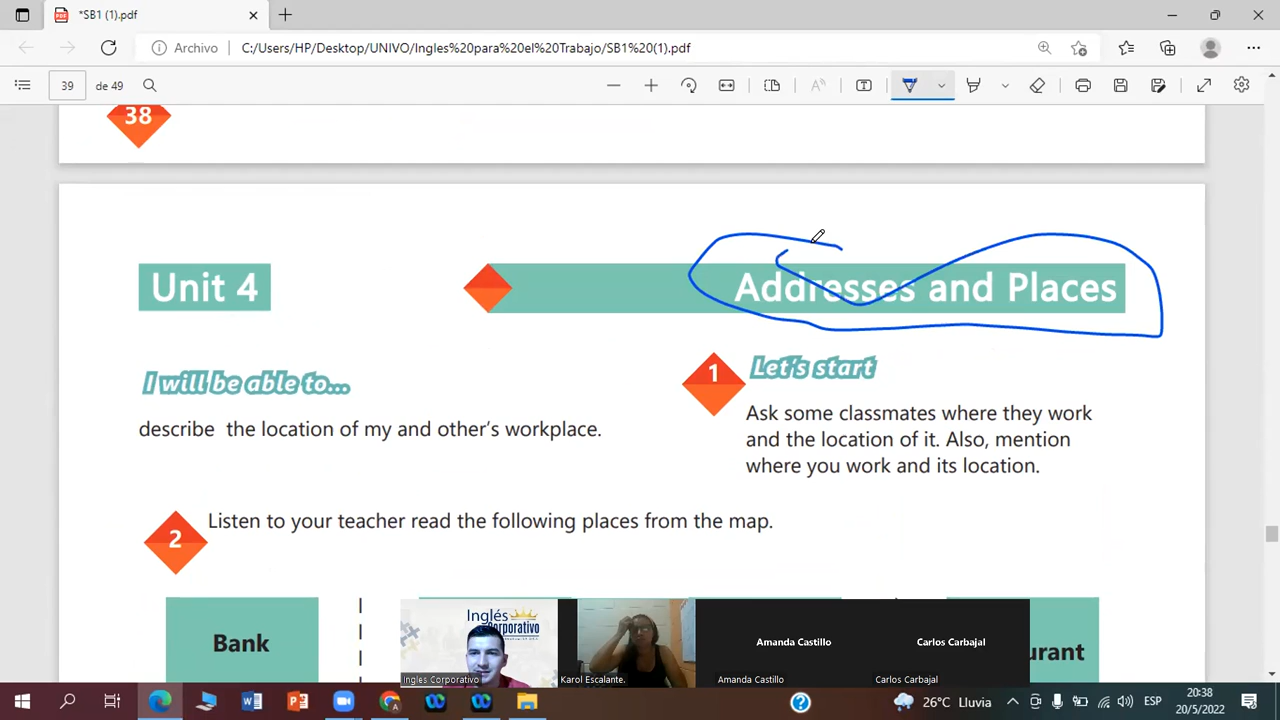 *SB1 (1).pdf
Archivo
C:/Users/HP/Desktop/UNIVO/Ingles%20para%20el%20Trabajo/SB1%20(1).pdf
39
de 49
38
Unit 4
Addresses and Places
I will be able to...
describe the location of my and other's workplace.
1
Let's start
Ask some classmates where they work
and the location of it. Also, mention
where you work and its location.
2
Listen to your teacher read the following places from the map.
Bank
urant
Inglés
Corporativo
Amanda Castillo
Carlos Carbajal
Ingles Corporativo
Karol Escalante.
Amanda Castillo
Carlos Carbajal
26°C Lluvia
ESP
20:38
20/5/2022